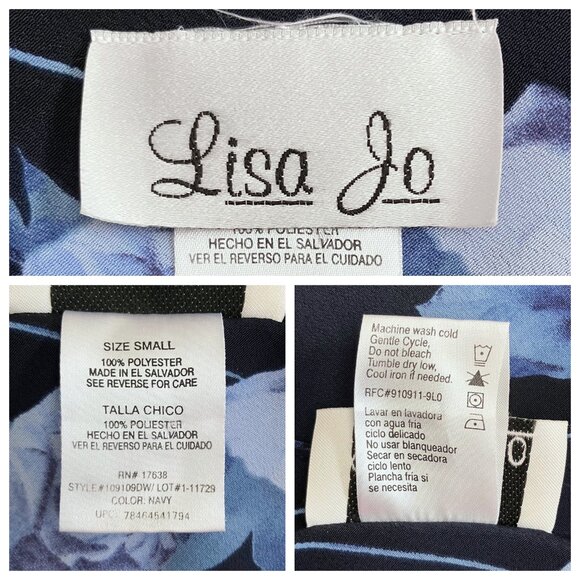 Lisa Jo
100% POLIESTER
HECHO EN EL SALVADOR
VER EL REVERSO PARA EL CUIDADO
SIZE SMALL
100% POLYESTER
MADE IN EL SALVADOR
SEE REVERSE FOR CARE
TALLA CHICO
100% POLIESTER
HECHO EN EL SALVADOR
VER EL REVERSO PARA EL CUIDADO
RN# 17638
STYLE#109109DW/ LOT#1-11729
COLOR: NAVY
UPC: 78464541794
Machine wash cold
Gentle Cycle,
Do not bleach
Tumble dry low,
Cool iron if needed.
RFC#910911-9L0
Lavar en lavadora
con agua fria
ciclo delicado
No usar blanqueador
Secar en secadora
ciclo lento
Plancha fria si
se necesita